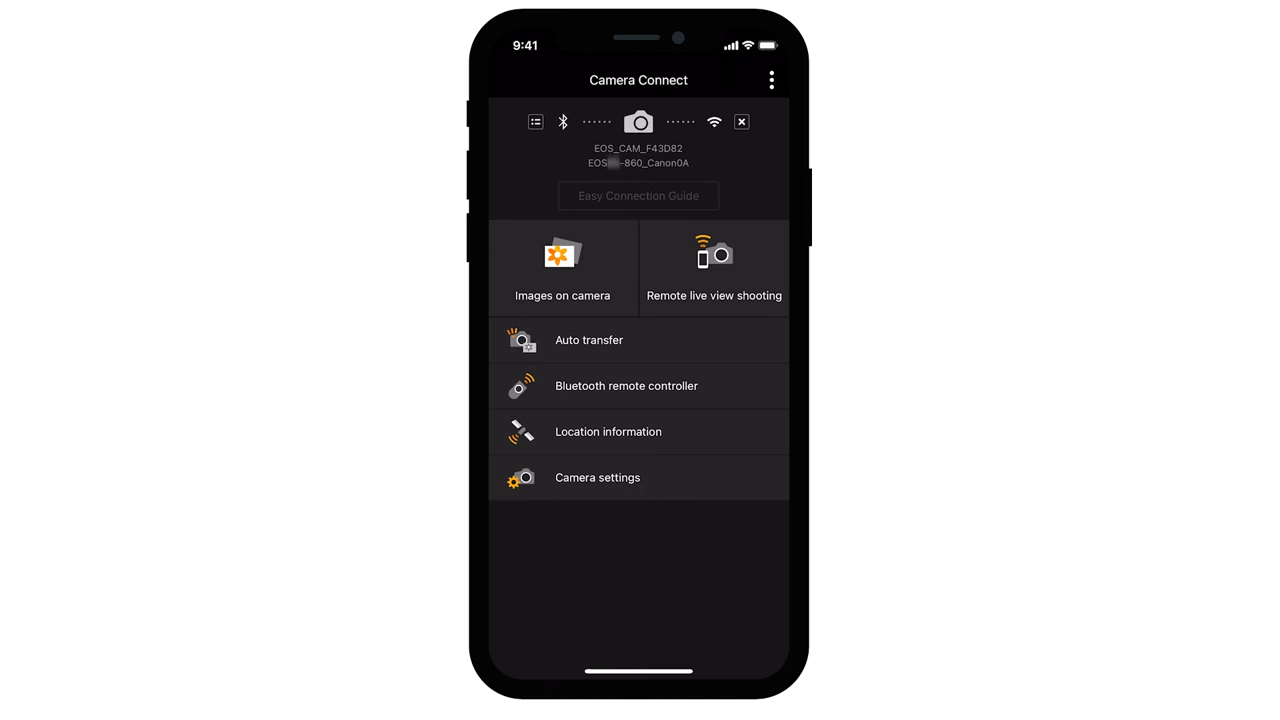 9:41
Camera Connect
EOS_CAM_F43D82
EOS -860_Canon0A
Easy Connection Guide
Images on camera
Remote live view shooting
Auto transfer
Bluetooth remote controller
Location information
Camera settings